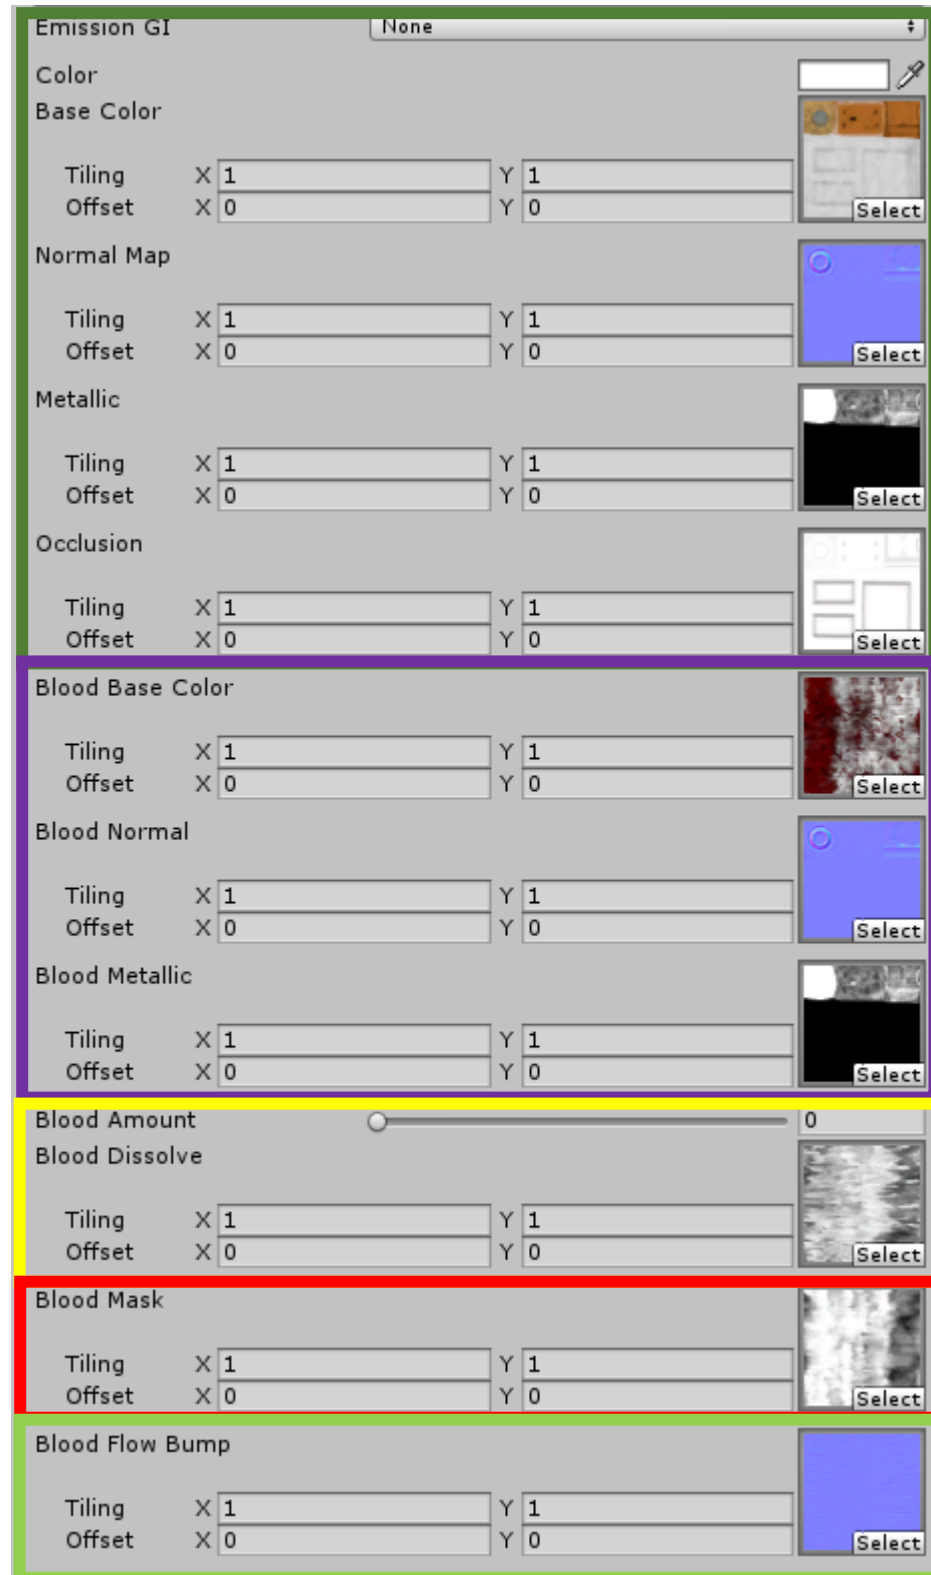 Emission GI None
Color
Base Color
Tiling X 1 Y 1
Offset X 0 Y 0
Select
Normal Map
Tiling X 1 Y 1
Offset X 0 Y 0
Select
Metallic
Tiling X 1 Y 1
Offset X 0 Y 0
Select
Occlusion
Tiling X 1 Y 1
Offset X 0 Y 0
Select
Blood Base Color
Tiling X 1 Y 1
Offset X 0 Y 0
Select
Blood Normal
Tiling X 1 Y 1
Offset X 0 Y 0
Select
Blood Metallic
Tiling X 1 Y 1
Offset X 0 Y 0
Select
Blood Amount 0
Blood Dissolve
Tiling X 1 Y 1
Offset X 0 Y 0
Select
Blood Mask
Tiling X 1 Y 1
Offset X 0 Y 0
Select
Blood Flow Bump
Tiling X 1 Y 1
Offset X 0 Y 0
Select